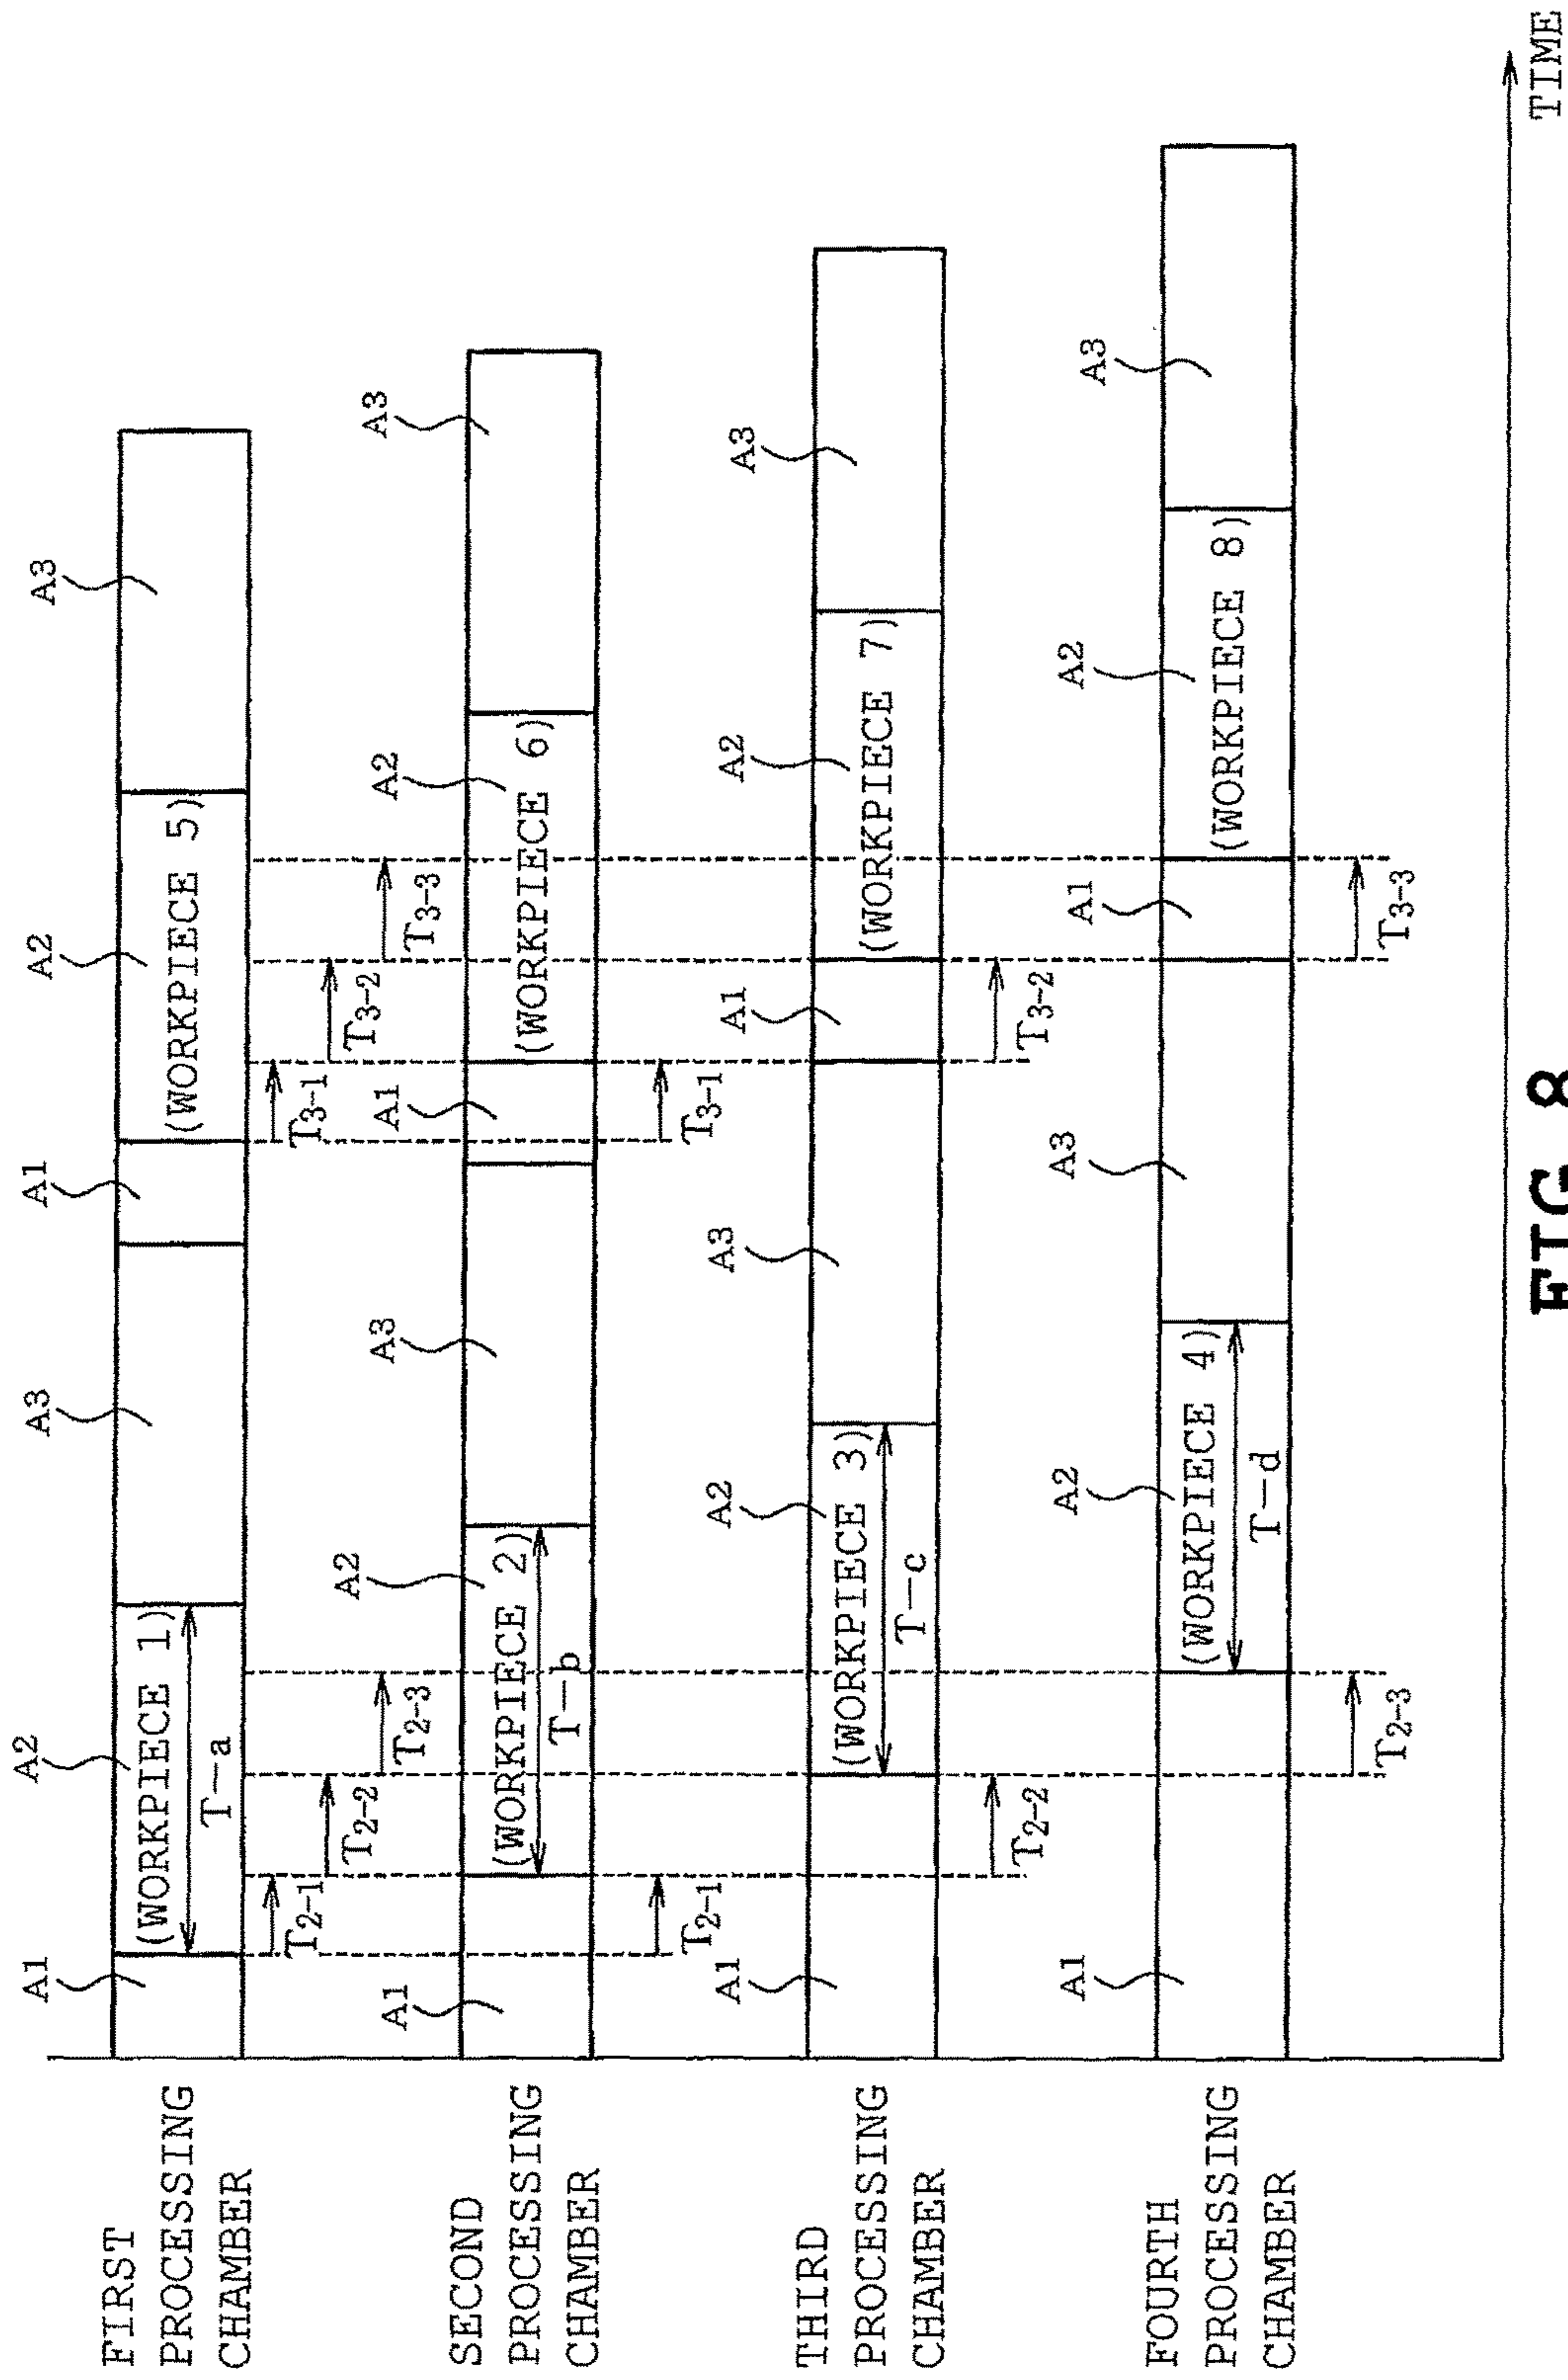 FIRST
PROCESSING
CHAMBER
A1
A2
(WORKPIECE 1)
T-a
A3
A1
A2
(WORKPIECE 5)
A3
T2-1
T2-2
T2-3
T3-1
T3-2
T3-3
SECOND
PROCESSING
CHAMBER
A1
A2
(WORKPIECE 2)
T-b
A3
A1
A2
(WORKPIECE 6)
A3
T2-1
T3-1
THIRD
PROCESSING
CHAMBER
A1
A2
(WORKPIECE 3)
T-c
A3
A1
A2
(WORKPIECE 7)
A3
T2-2
T3-2
FOURTH
PROCESSING
CHAMBER
A1
A2
(WORKPIECE 4)
T-d
A3
A1
A2
(WORKPIECE 8)
A3
T2-3
T3-3
TIME
FIG. 8